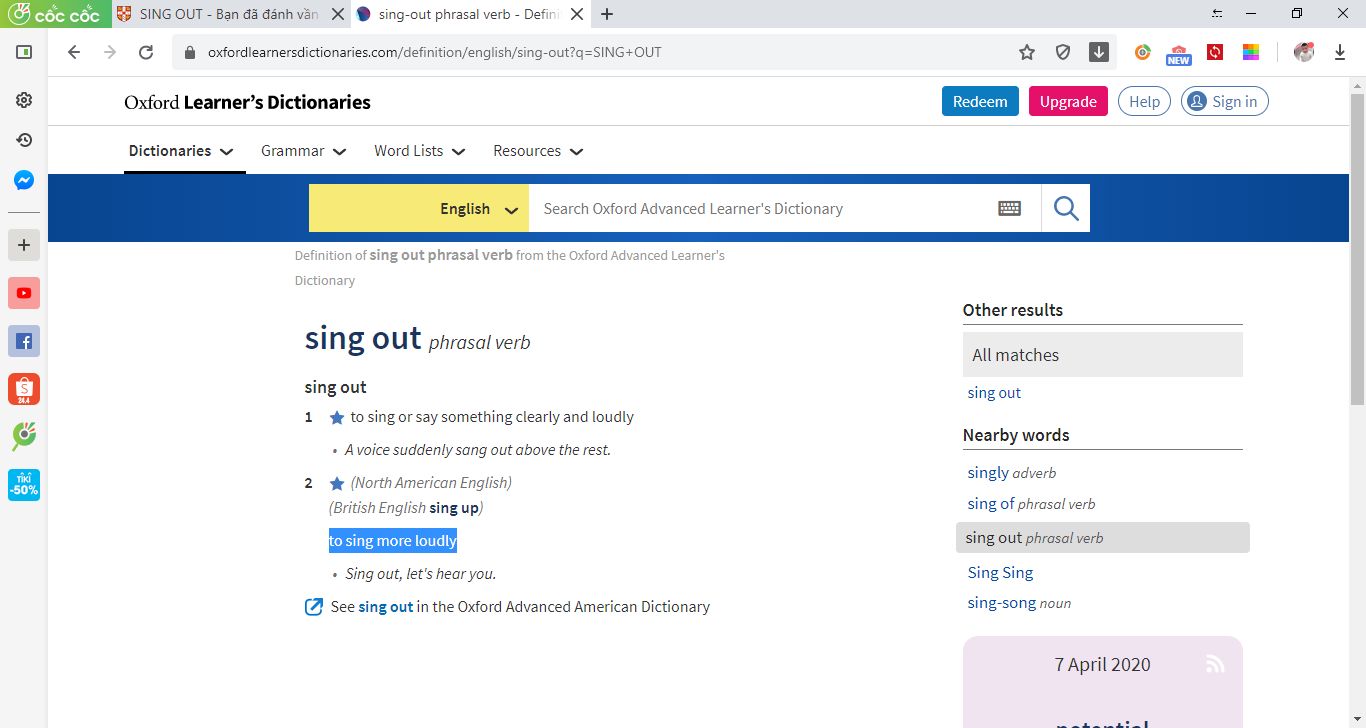 cốc cốc
SING OUT - Bạn đã đánh vần
sing-out phrasal verb - Defini
oxfordlearnersdictionaries.com/definition/english/sing-out?q=SING+OUT
NEW
Oxford Learner's Dictionaries
Redeem
Upgrade
Help
Sign in
Dictionaries
Grammar
Word Lists
Resources
English
Search Oxford Advanced Learner's Dictionary
Definition of sing out phrasal verb from the Oxford Advanced Learner's
Dictionary
sing out phrasal verb
sing out
1 to sing or say something clearly and loudly
• A voice suddenly sang out above the rest.
2 (North American English)
(British English sing up)
to sing more loudly
• Sing out, let's hear you.
See sing out in the Oxford Advanced American Dictionary
Other results
All matches
sing out
Nearby words
singly adverb
sing of phrasal verb
sing out phrasal verb
Sing Sing
sing-song noun
7 April 2020
potential
S
24.4
TIKI
-50%